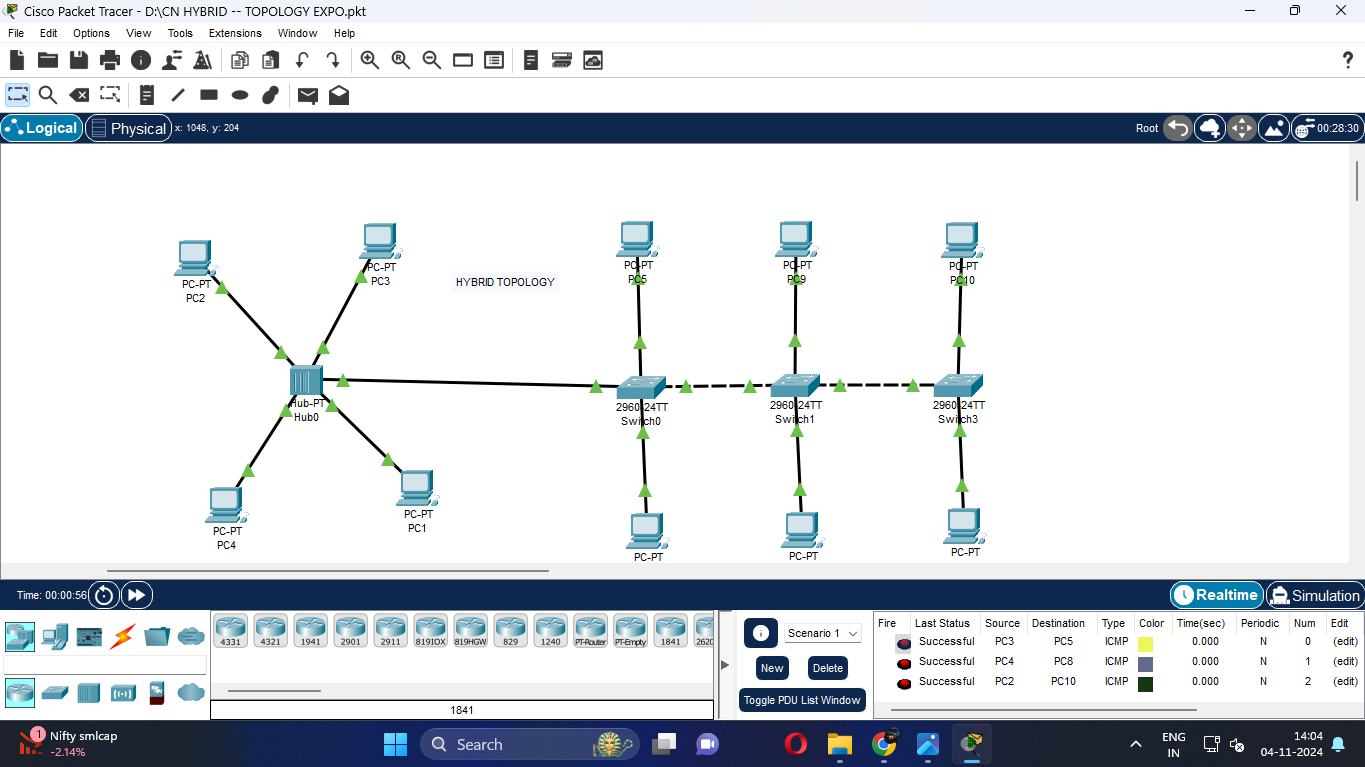 Cisco Packet Tracer - D:\CN HYBRID -- TOPOLOGY EXPO.pkt
File Edit Options View Tools Extensions Window Help
Logical Physical x: 1048, y: 204 Root 00:28:30
PC-PT
PC2
PC-PT
PC3
HYBRID TOPOLOGY
PC-PT
PC5
PC-PT
PC9
PC-PT
PC10
Hub-PT
Hub0
2960-24TT
Switch0
2960-24TT
Switch1
2960-24TT
Switch3
PC-PT
PC4
PC-PT
PC1
PC-PT
PC-PT
PC-PT
Time: 00:00:56 Realtime Simulation
4331 4321 1941 2901 2911 819IOX 819HGW 829 1240 PT-Router PT-Empty 1841 2620
1841
Scenario 1
New Delete
Toggle PDU List Window
Fire Last Status Source Destination Type Color Time(sec) Periodic Num Edit
Successful PC3 PC5 ICMP 0.000 N 0 (edit)
Successful PC4 PC8 ICMP 0.000 N 1 (edit)
Successful PC2 PC10 ICMP 0.000 N 2 (edit)
1 Nifty smlcap
-2.14%
Search
ENG
IN
14:04
04-11-2024